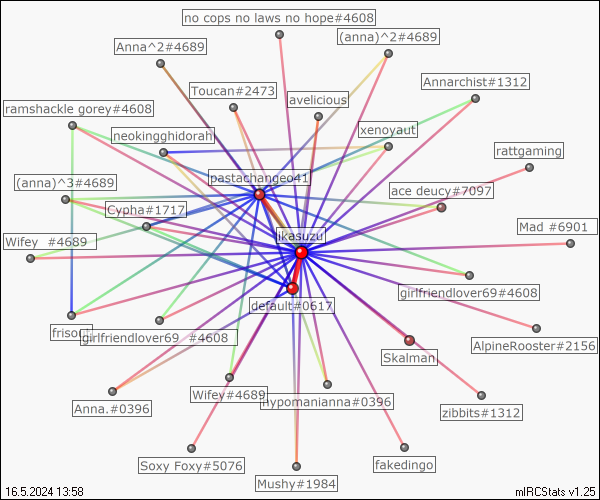 no cops no laws no hope#4608
(anna)^2#4689
Anna^2#4689
Annarchist#1312
Toucan#2473
avelicious
ramshackle gorey#4608
neokingghidorah
xenoyaut
rattgaming
pastachangeo41
(anna)^3#4689
ace deucy#7097
Cypha#1717
Mad #6901
ikasuzu
Wifey #4689
girlfriendlover69#4608
default#0617
frison
girlfriendlover69 #4608
AlpineRooster#2156
Skalman
Wifey#4689
hypomanianna#0396
Anna.#0396
zibbits#1312
Soxy Foxy#5076
fakedingo
Mushy#1984
16.5.2024 13:58
mIRCStats v1.25